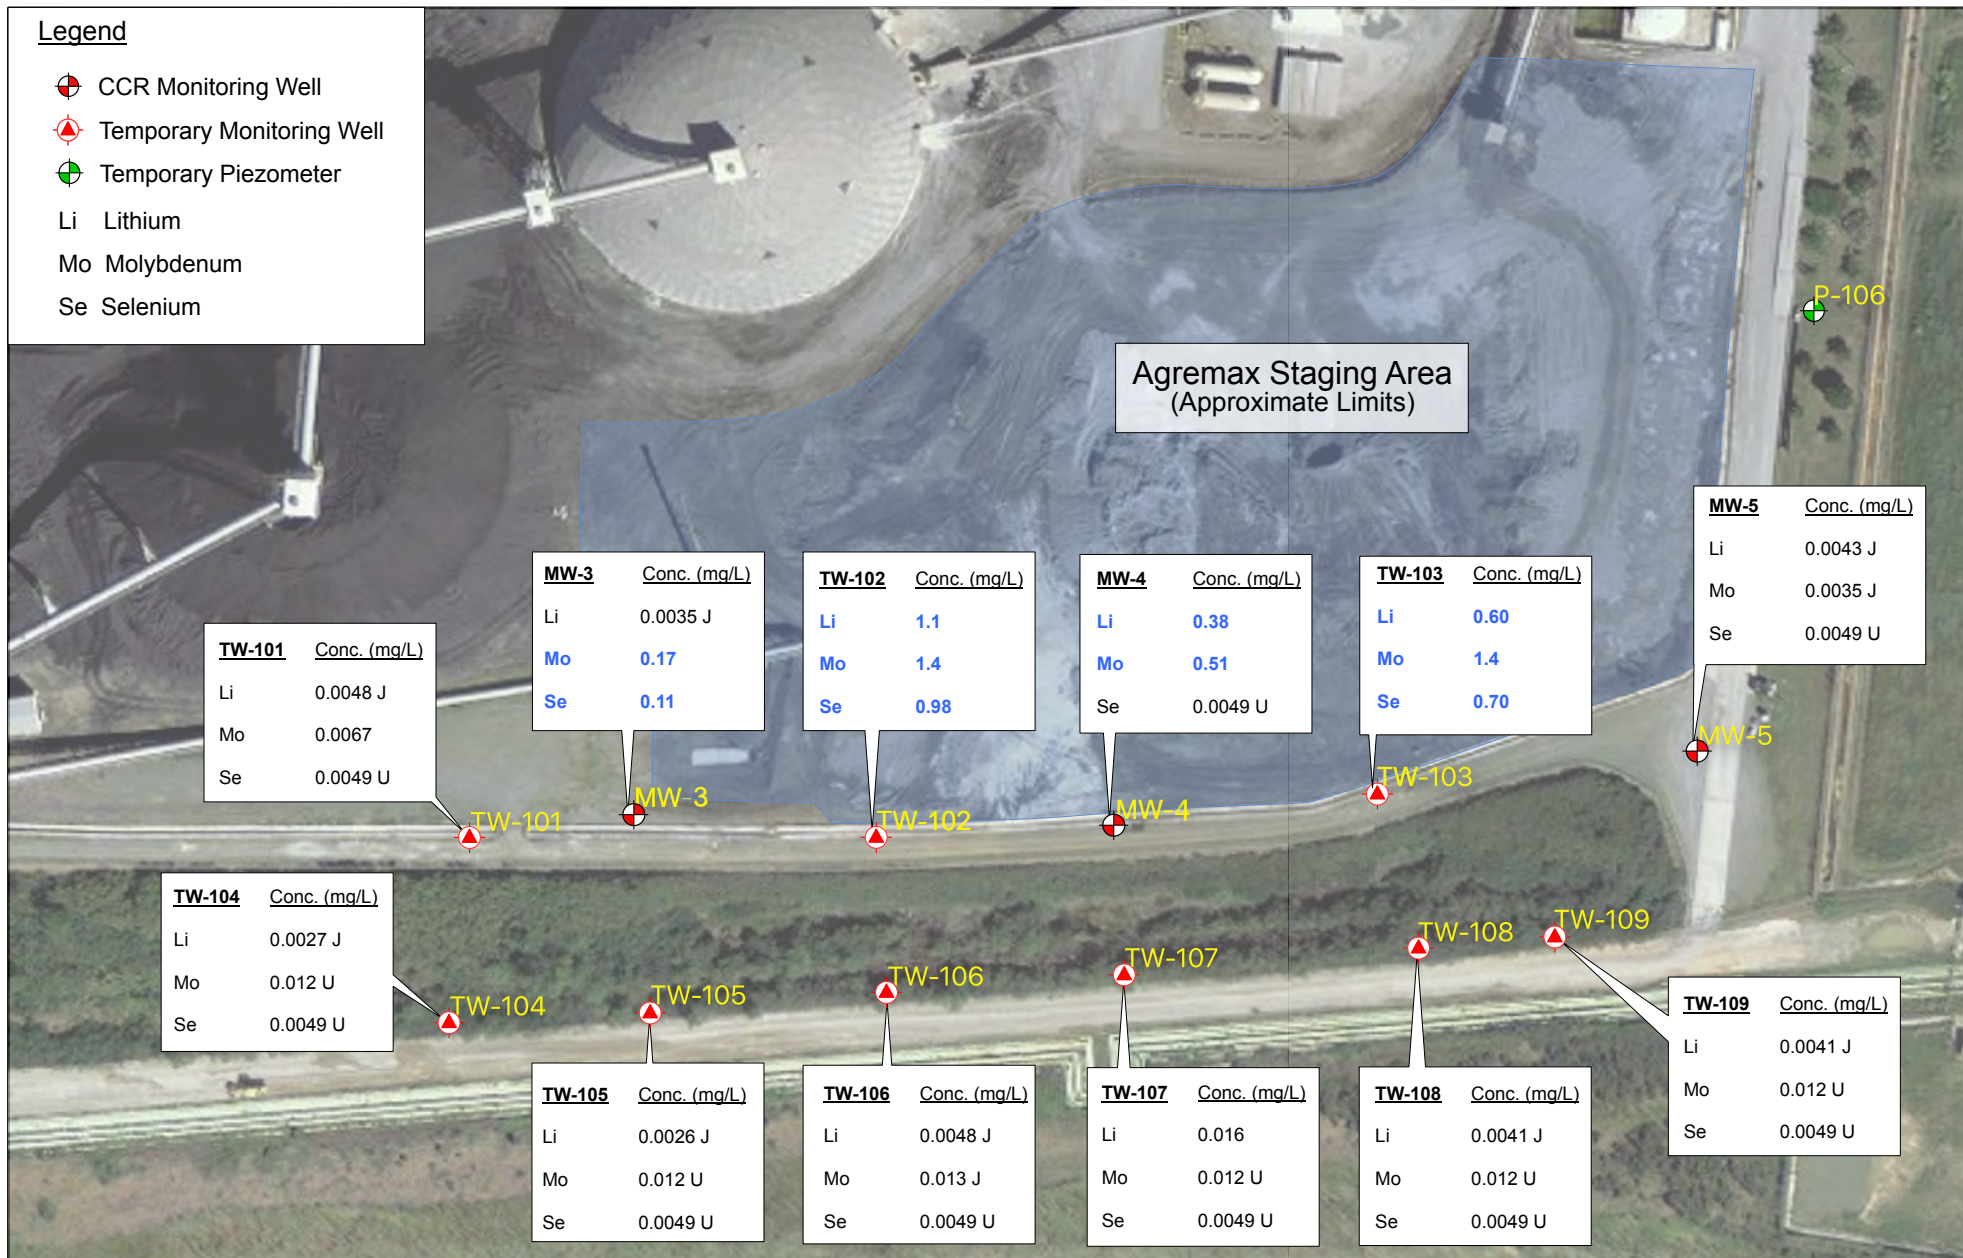 Legend
CCR Monitoring Well
Temporary Monitoring Well
Temporary Piezometer
Li Lithium
Mo Molybdenum
Se Selenium
P-106
Agremax Staging Area
(Approximate Limits)
MW-5 Conc. (mg/L)
Li 0.0043 J
Mo 0.0035 J
Se 0.0049 U
MW-3 Conc. (mg/L)
Li 0.0035 J
Mo 0.17
Se 0.11
TW-102 Conc. (mg/L)
Li 1.1
Mo 1.4
Se 0.98
MW-4 Conc. (mg/L)
Li 0.38
Mo 0.51
Se 0.0049 U
TW-103 Conc. (mg/L)
Li 0.60
Mo 1.4
Se 0.70
TW-101 Conc. (mg/L)
Li 0.0048 J
Mo 0.0067
Se 0.0049 U
MW-5
TW-103
MW-3
MW-4
TW-101
TW-102
TW-104 Conc. (mg/L)
Li 0.0027 J
Mo 0.012 U
Se 0.0049 U
TW-109
TW-108
TW-107
TW-106
TW-105
TW-104
TW-109 Conc. (mg/L)
Li 0.0041 J
Mo 0.012 U
Se 0.0049 U
TW-105 Conc. (mg/L)
Li 0.0026 J
Mo 0.012 U
Se 0.0049 U
TW-106 Conc. (mg/L)
Li 0.0048 J
Mo 0.013 J
Se 0.0049 U
TW-107 Conc. (mg/L)
Li 0.016
Mo 0.012 U
Se 0.0049 U
TW-108 Conc. (mg/L)
Li 0.0041 J
Mo 0.012 U
Se 0.0049 U